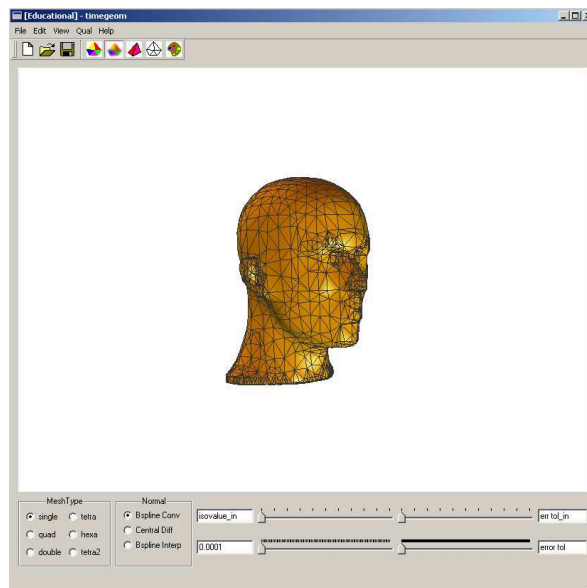 [Educational] - timegeom
File Edit View Qual Help
MeshType
single tetra
quad hexa
double tetra2
Normal
Bspline Conv
Central Diff
Bspline Interp
isovalue_in
err tol_in
0.0001
error tol